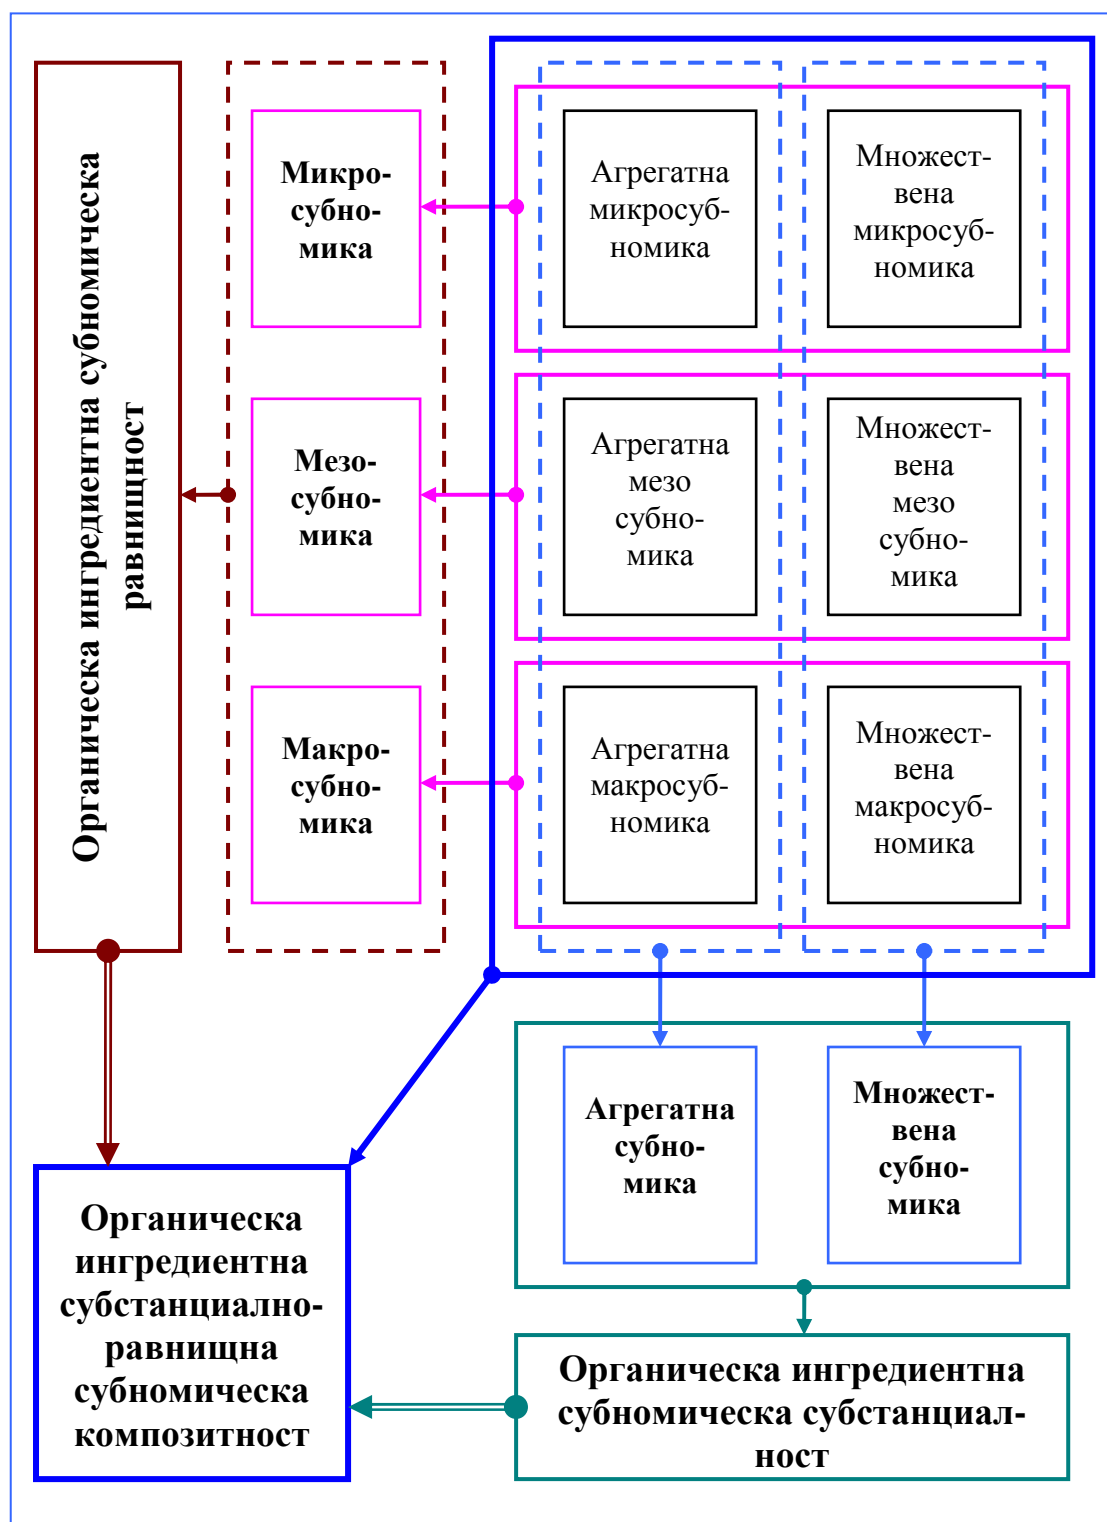 Органическа ингредиентна субномическа
равнищност
Микро-
субно-
мика
Агрегатна
микросуб-
номика
Множест-
вена
микросуб-
номика
Мезо-
субно-
мика
Агрегатна
мезо
субно-
мика
Множест-
вена
мезо
субно-
мика
Макро-
субно-
мика
Агрегатна
макросуб-
номика
Множест-
вена
макросуб-
номика
Агрегатна
субно-
мика
Множест-
вена
субно-
мика
Органическа
ингредиентна
субстанциално-
равнищна
субномическа
композитност
Органическа ингредиентна
субномическа субстанциал-
ност